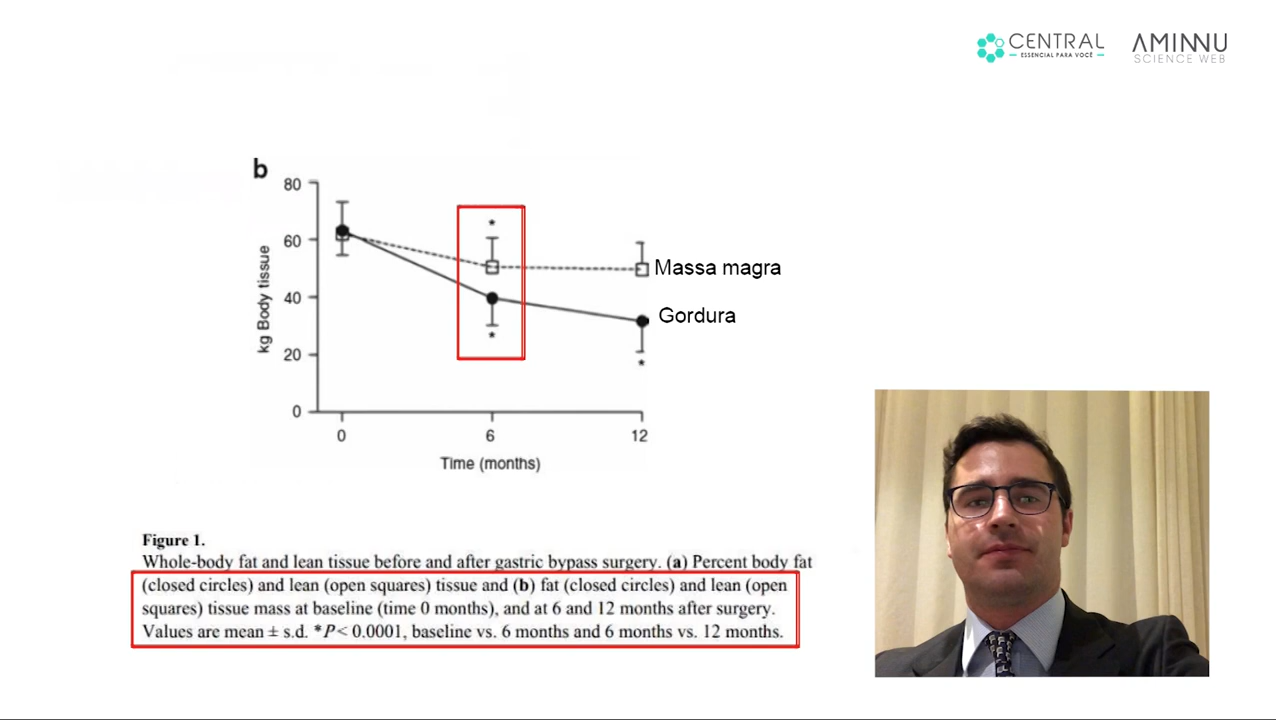 CENTRAL
ESSENCIAL PARA VOCÊ
AMINNU
SCIENCE WEB
b
80
60
40
20
0
kg Body tissue
*
*
*
Massa magra
Gordura
0 6 12
Time (months)
Figure 1.
Whole-body fat and lean tissue before and after gastric bypass surgery. (a) Percent body fat
(closed circles) and lean (open squares) tissue and (b) fat (closed circles) and lean (open
squares) tissue mass at baseline (time 0 months), and at 6 and 12 months after surgery.
Values are mean ± s.d. *P< 0.0001, baseline vs. 6 months and 6 months vs. 12 months.